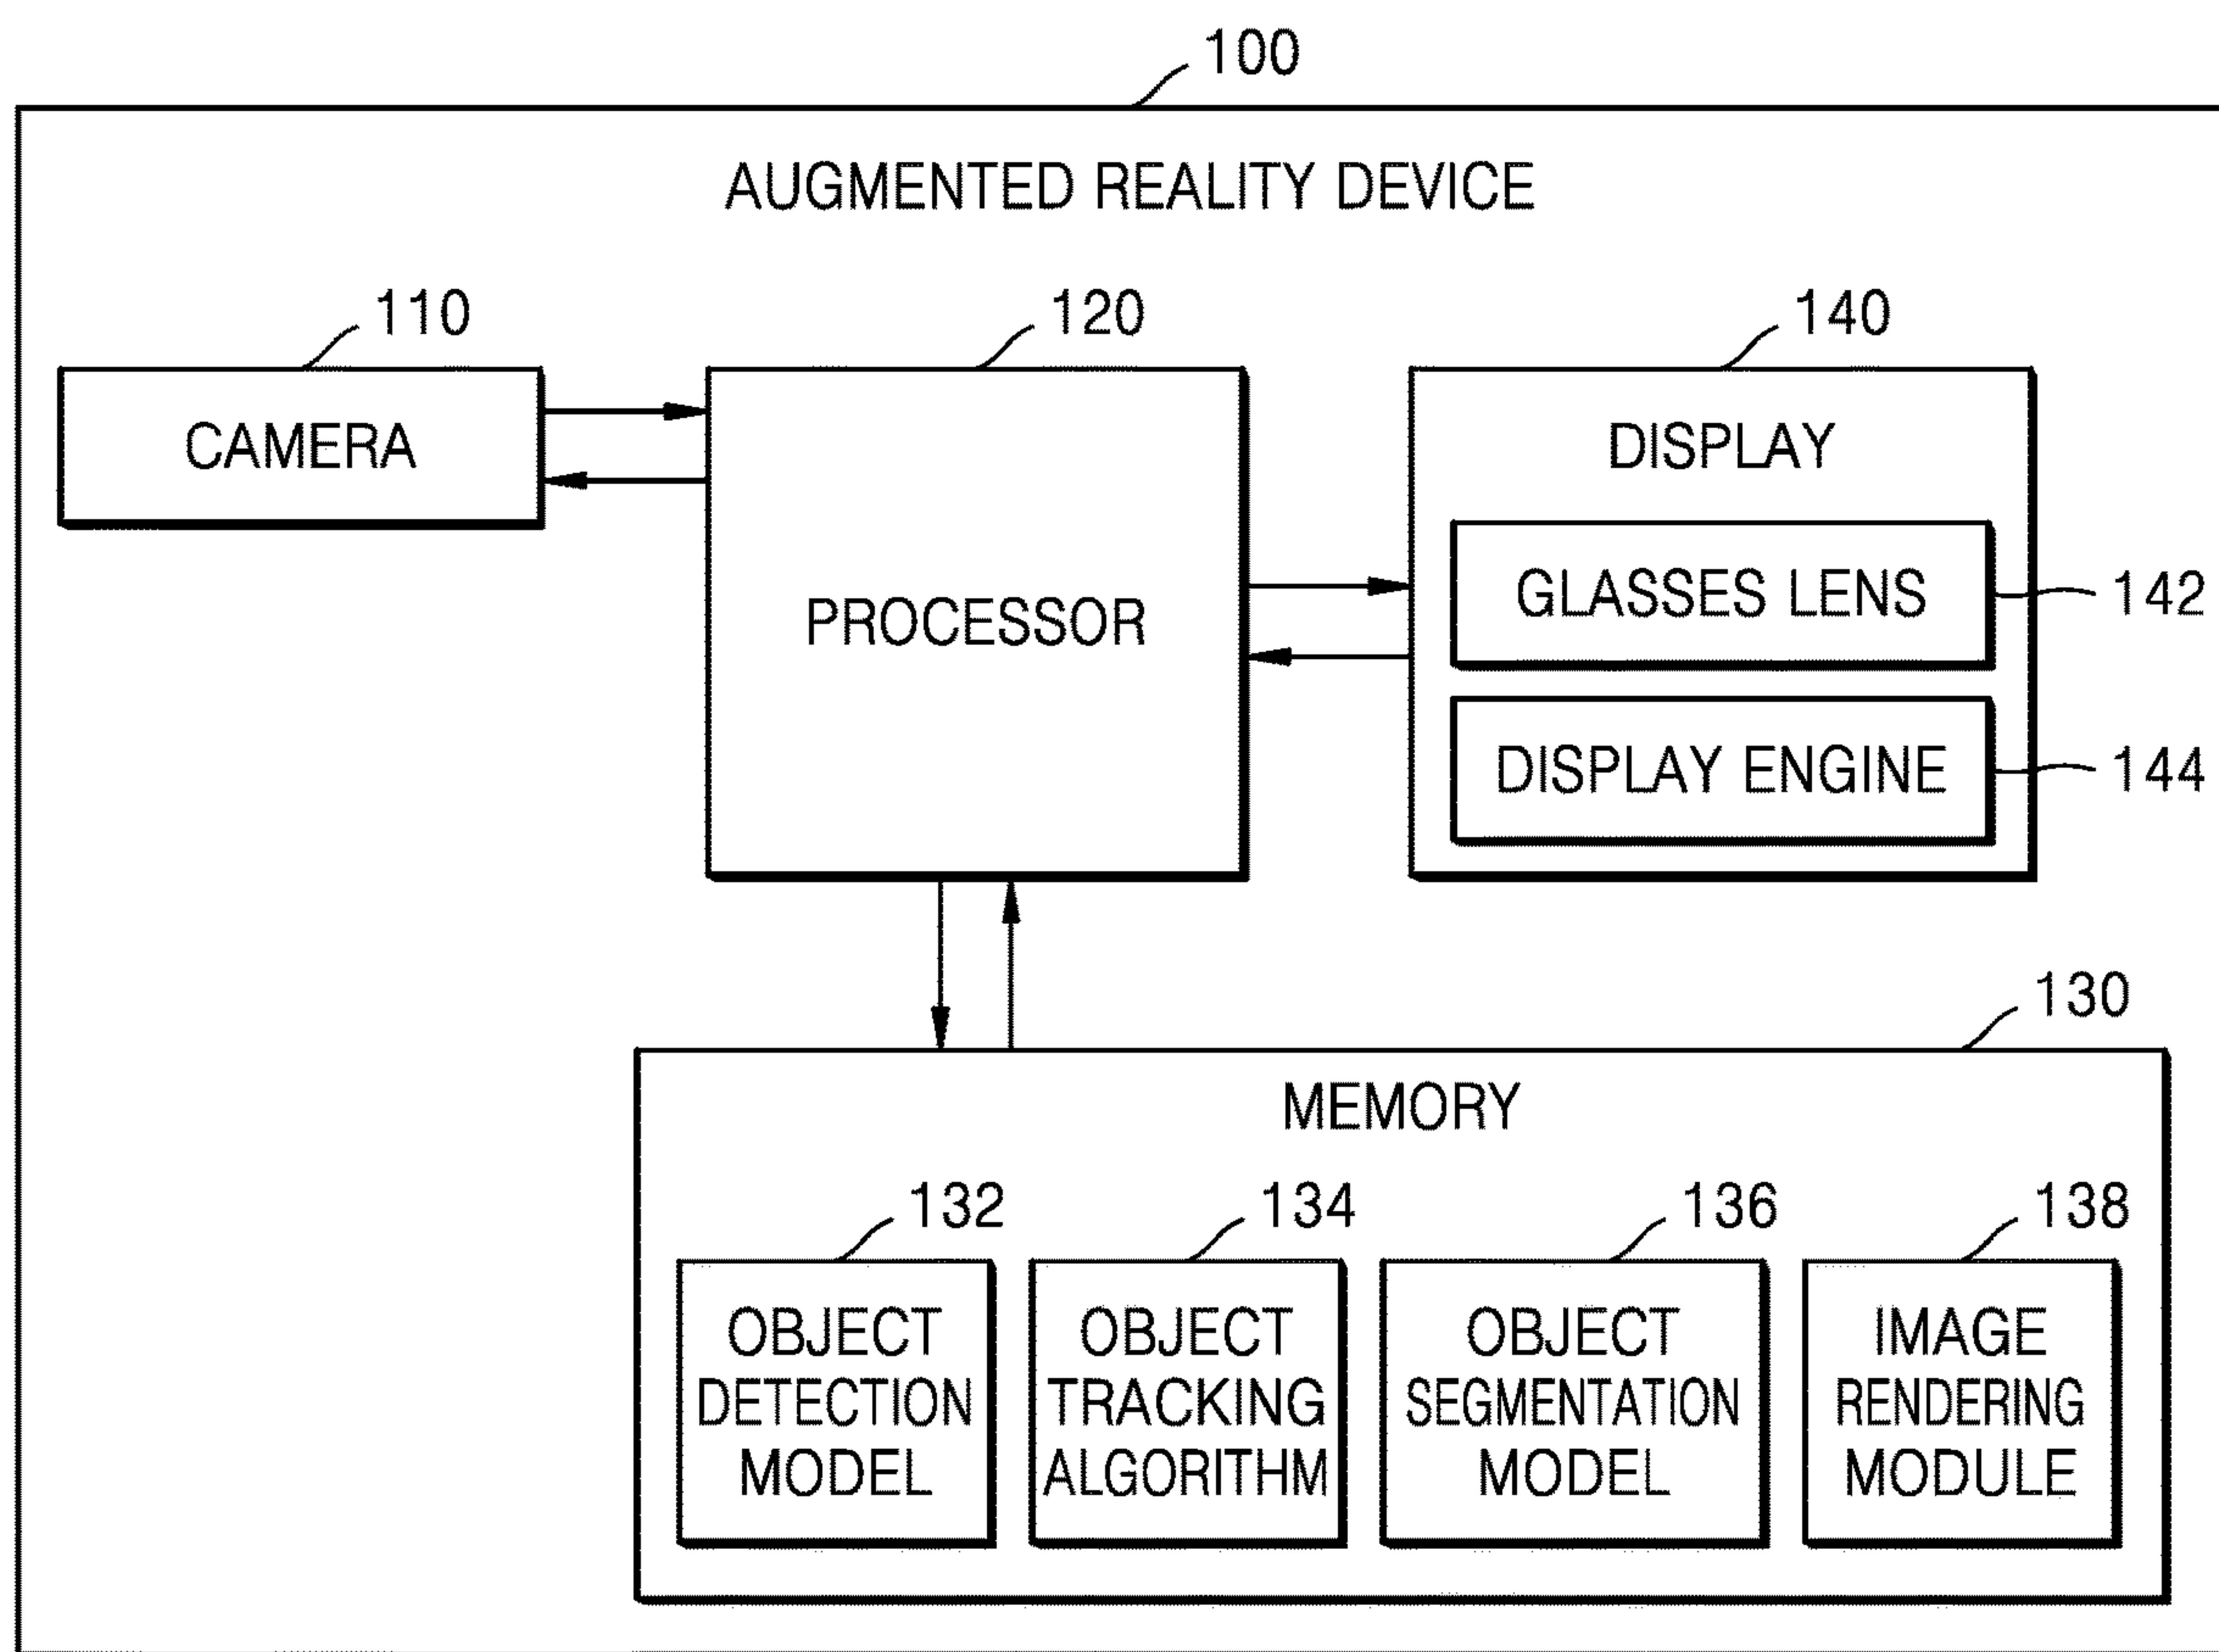 100
AUGMENTED REALITY DEVICE
110
120
140
CAMERA
PROCESSOR
DISPLAY
GLASSES LENS
142
DISPLAY ENGINE
144
130
MEMORY
132
134
136
138
OBJECT
DETECTION
MODEL
OBJECT
TRACKING
ALGORITHM
OBJECT
SEGMENTATION
MODEL
IMAGE
RENDERING
MODULE